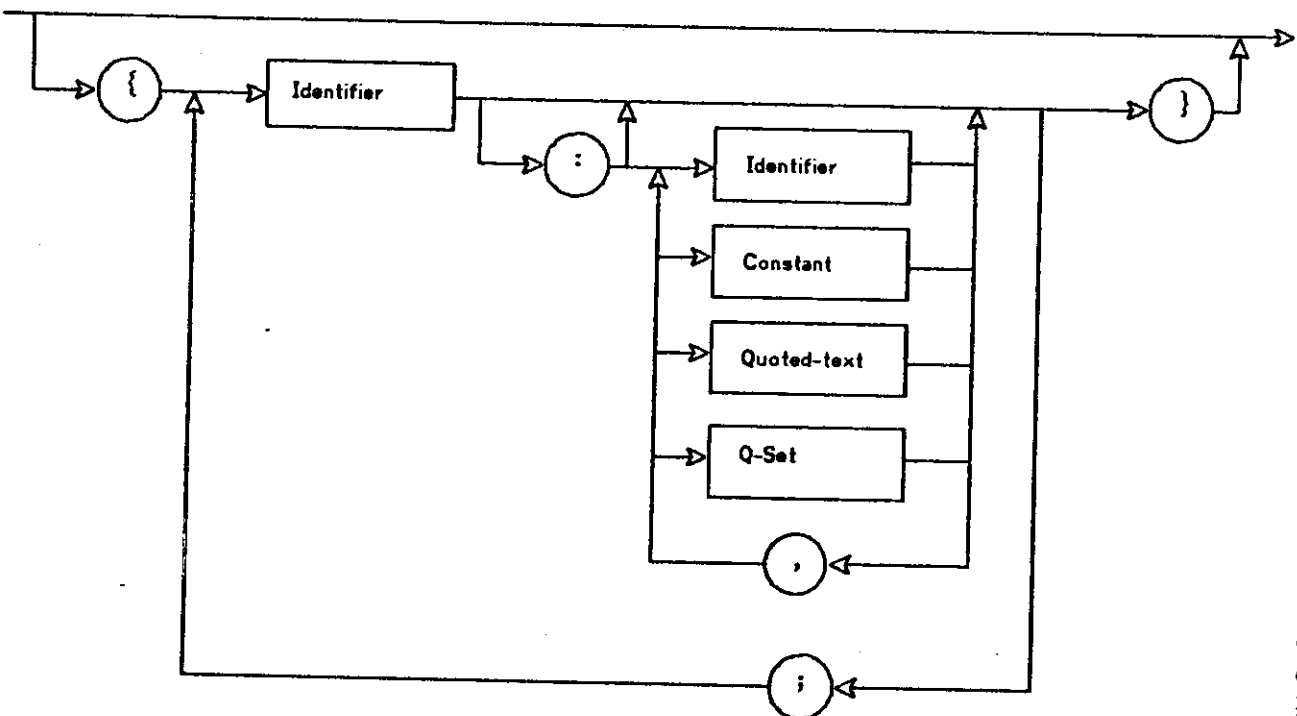 {
Identifier
}
:
Identifier
Constant
Quoted-text
Q-Set
,
;